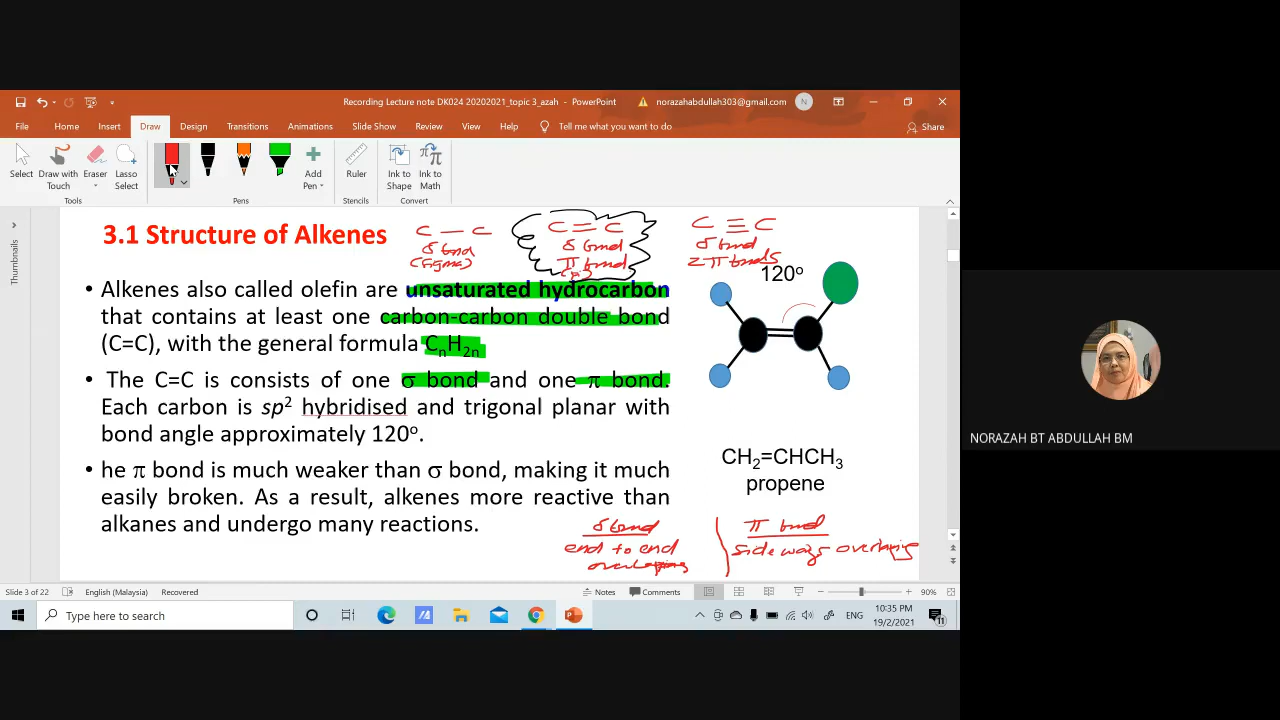 Recording Lecture note DK024 20202021_topic 3_azah - PowerPoint
norazahabdullah303@gmail.com
N
File Home Insert Draw Design Transitions Animations Slide Show Review View Help Tell me what you want to do
Share
Select
Draw with Touch
Eraser
Lasso Select
Add Pen
Ruler
Ink to Shape
Ink to Math
Tools
Pens
Stencils
Convert
Thumbnails
3.1 Structure of Alkenes
C — C
δ bond
(sigma)
C = C
δ bond
π bond
C ≡ C
δ bond
2 π bonds
120°
• Alkenes also called olefin are unsaturated hydrocarbon
that contains at least one carbon-carbon double bond
(C=C), with the general formula CₙH₂ₙ
• The C=C is consists of one σ bond and one π bond.
Each carbon is sp² hybridised and trigonal planar with
bond angle approximately 120°.
• he π bond is much weaker than σ bond, making it much
easily broken. As a result, alkenes more reactive than
alkanes and undergo many reactions.
CH₂=CHCH₃
propene
δ bond
end to end
overlapping
π bond
side ways overlaping
Slide 3 of 22
English (Malaysia)
Recovered
Notes
Comments
90%
Type here to search
ENG
10:35 PM
19/2/2021
11
NORAZAH BT ABDULLAH BM